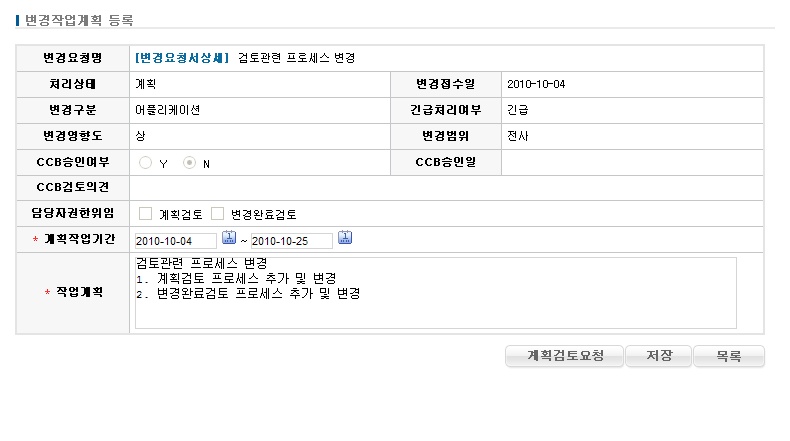 변경작업계획 등록
변경요청명 [변경요청서상세] 검토관련 프로세스 변경
처리상태 계획 변경접수일 2010-10-04
변경구분 어플리케이션 긴급처리여부 긴급
변경영향도 상 변경범위 전사
CCB승인여부 Y N CCB승인일
CCB검토의견
담당자권한위임 계획검토 변경완료검토
* 계획작업기간 2010-10-04 ~ 2010-10-25
* 작업계획
검토관련 프로세스 변경
1. 계획검토 프로세스 추가 및 변경
2. 변경완료검토 프로세스 추가 및 변경
계획검토요청 저장 목록